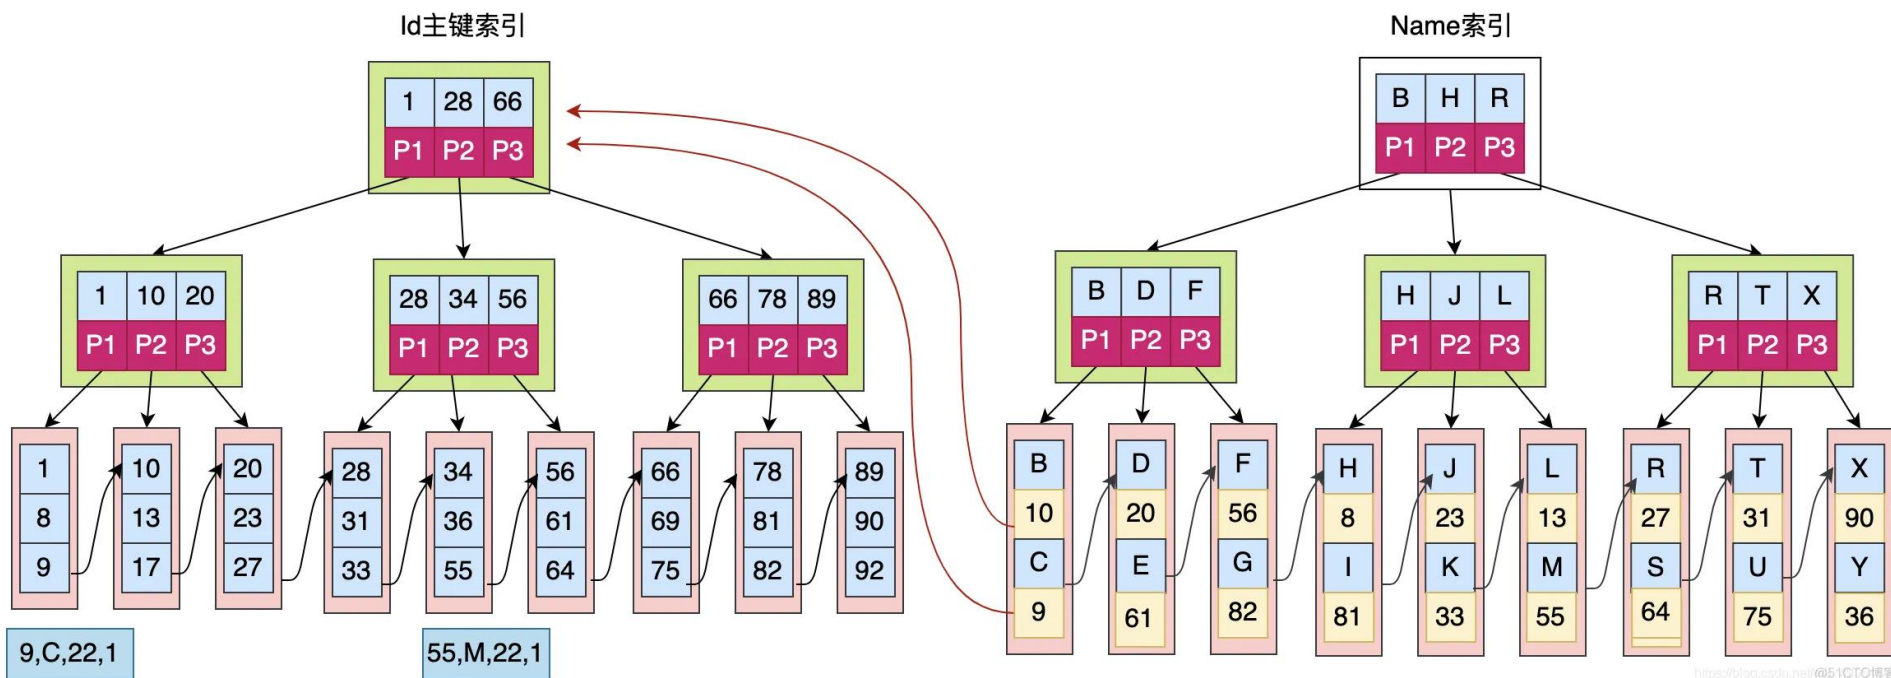 Id主键索引
Name索引
1 28 66
P1 P2 P3
B H R
P1 P2 P3
1 10 20
P1 P2 P3
28 34 56
P1 P2 P3
66 78 89
P1 P2 P3
B D F
P1 P2 P3
H J L
P1 P2 P3
R T X
P1 P2 P3
1
8
9
10
13
17
20
23
27
28
31
33
34
36
55
56
61
64
66
69
75
78
81
82
89
90
92
B
10
C
9
D
20
E
61
F
56
G
82
H
8
I
81
J
23
K
33
L
13
M
55
R
27
S
64
T
31
U
75
X
90
Y
36
9,C,22,1
55,M,22,1